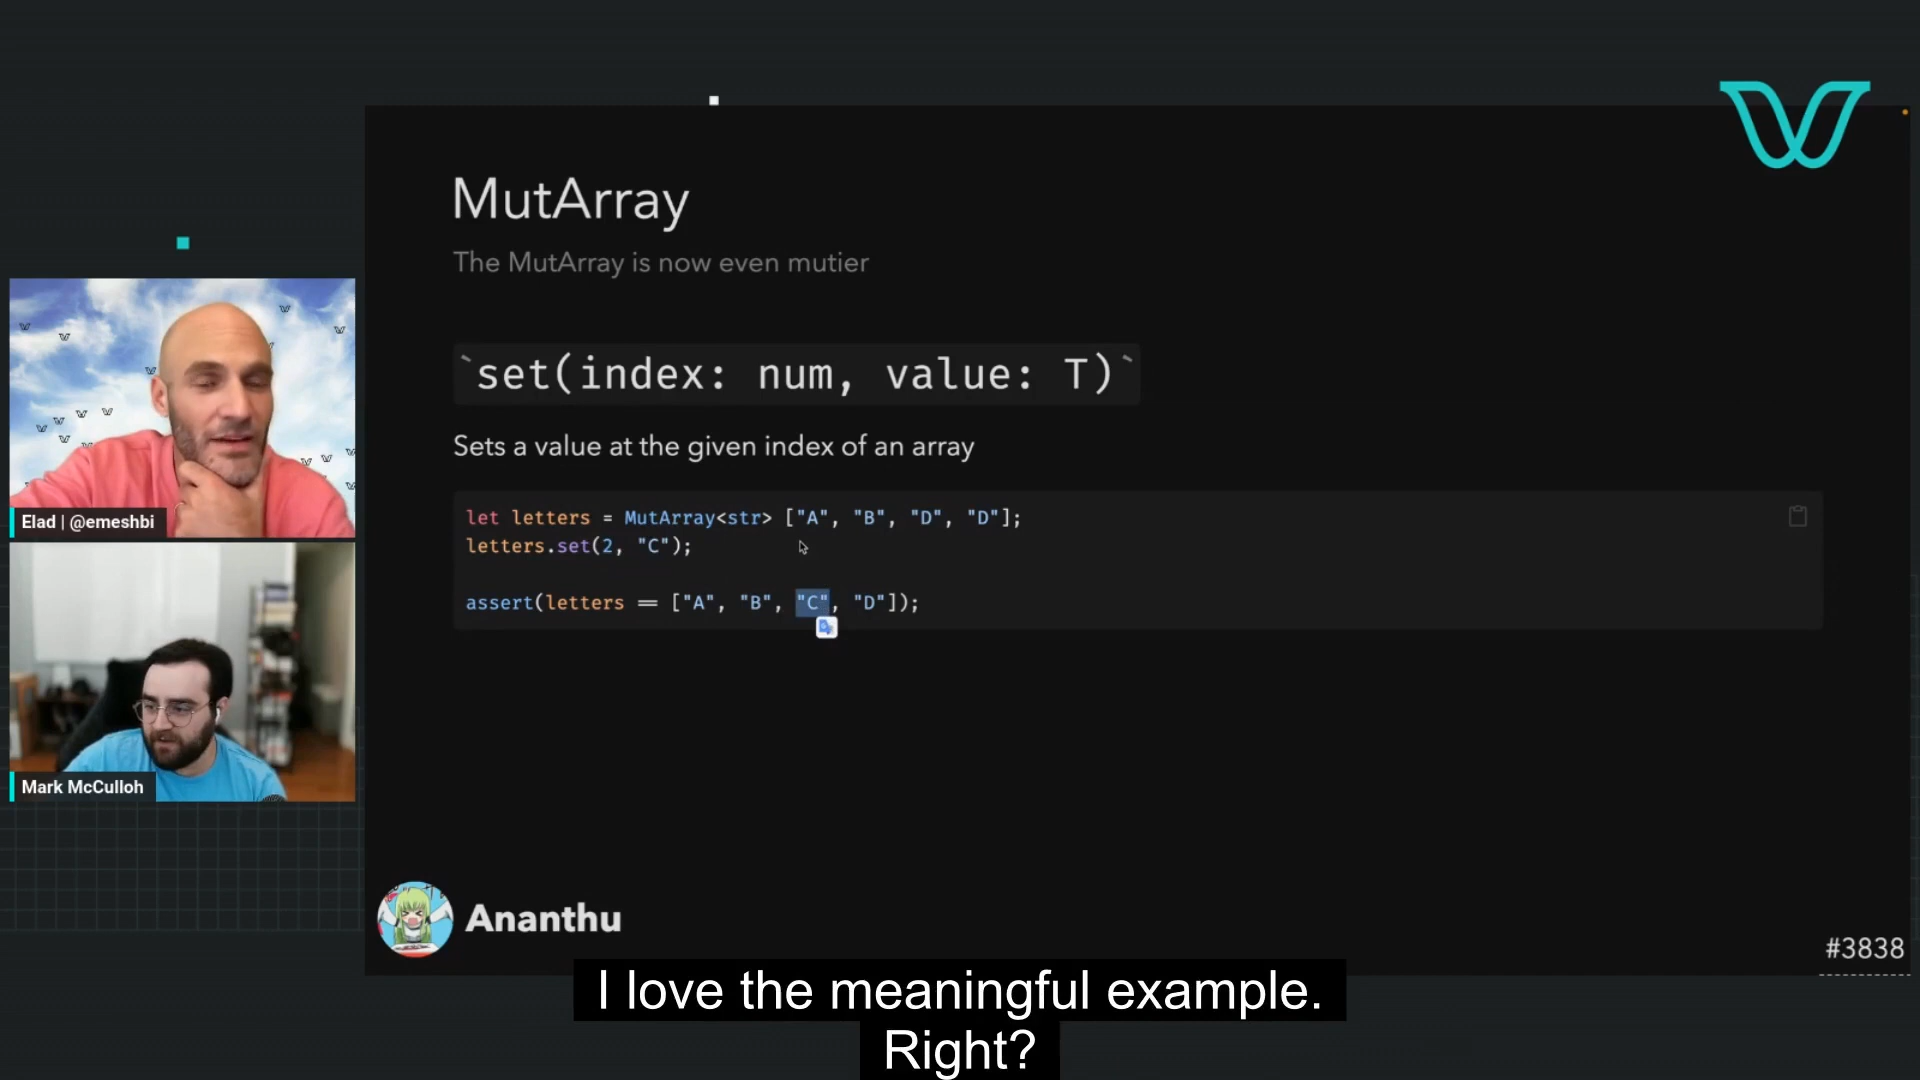 MutArray
The MutArray is now even mutier
`set(index: num, value: T)`
Sets a value at the given index of an array
let letters = MutArray<str> ["A", "B", "D", "D"];
letters.set(2, "C");
assert(letters == ["A", "B", "C", "D"]);
Elad | @emeshbi
Mark McCulloh
Ananthu
#3838
I love the meaningful example.
Right?